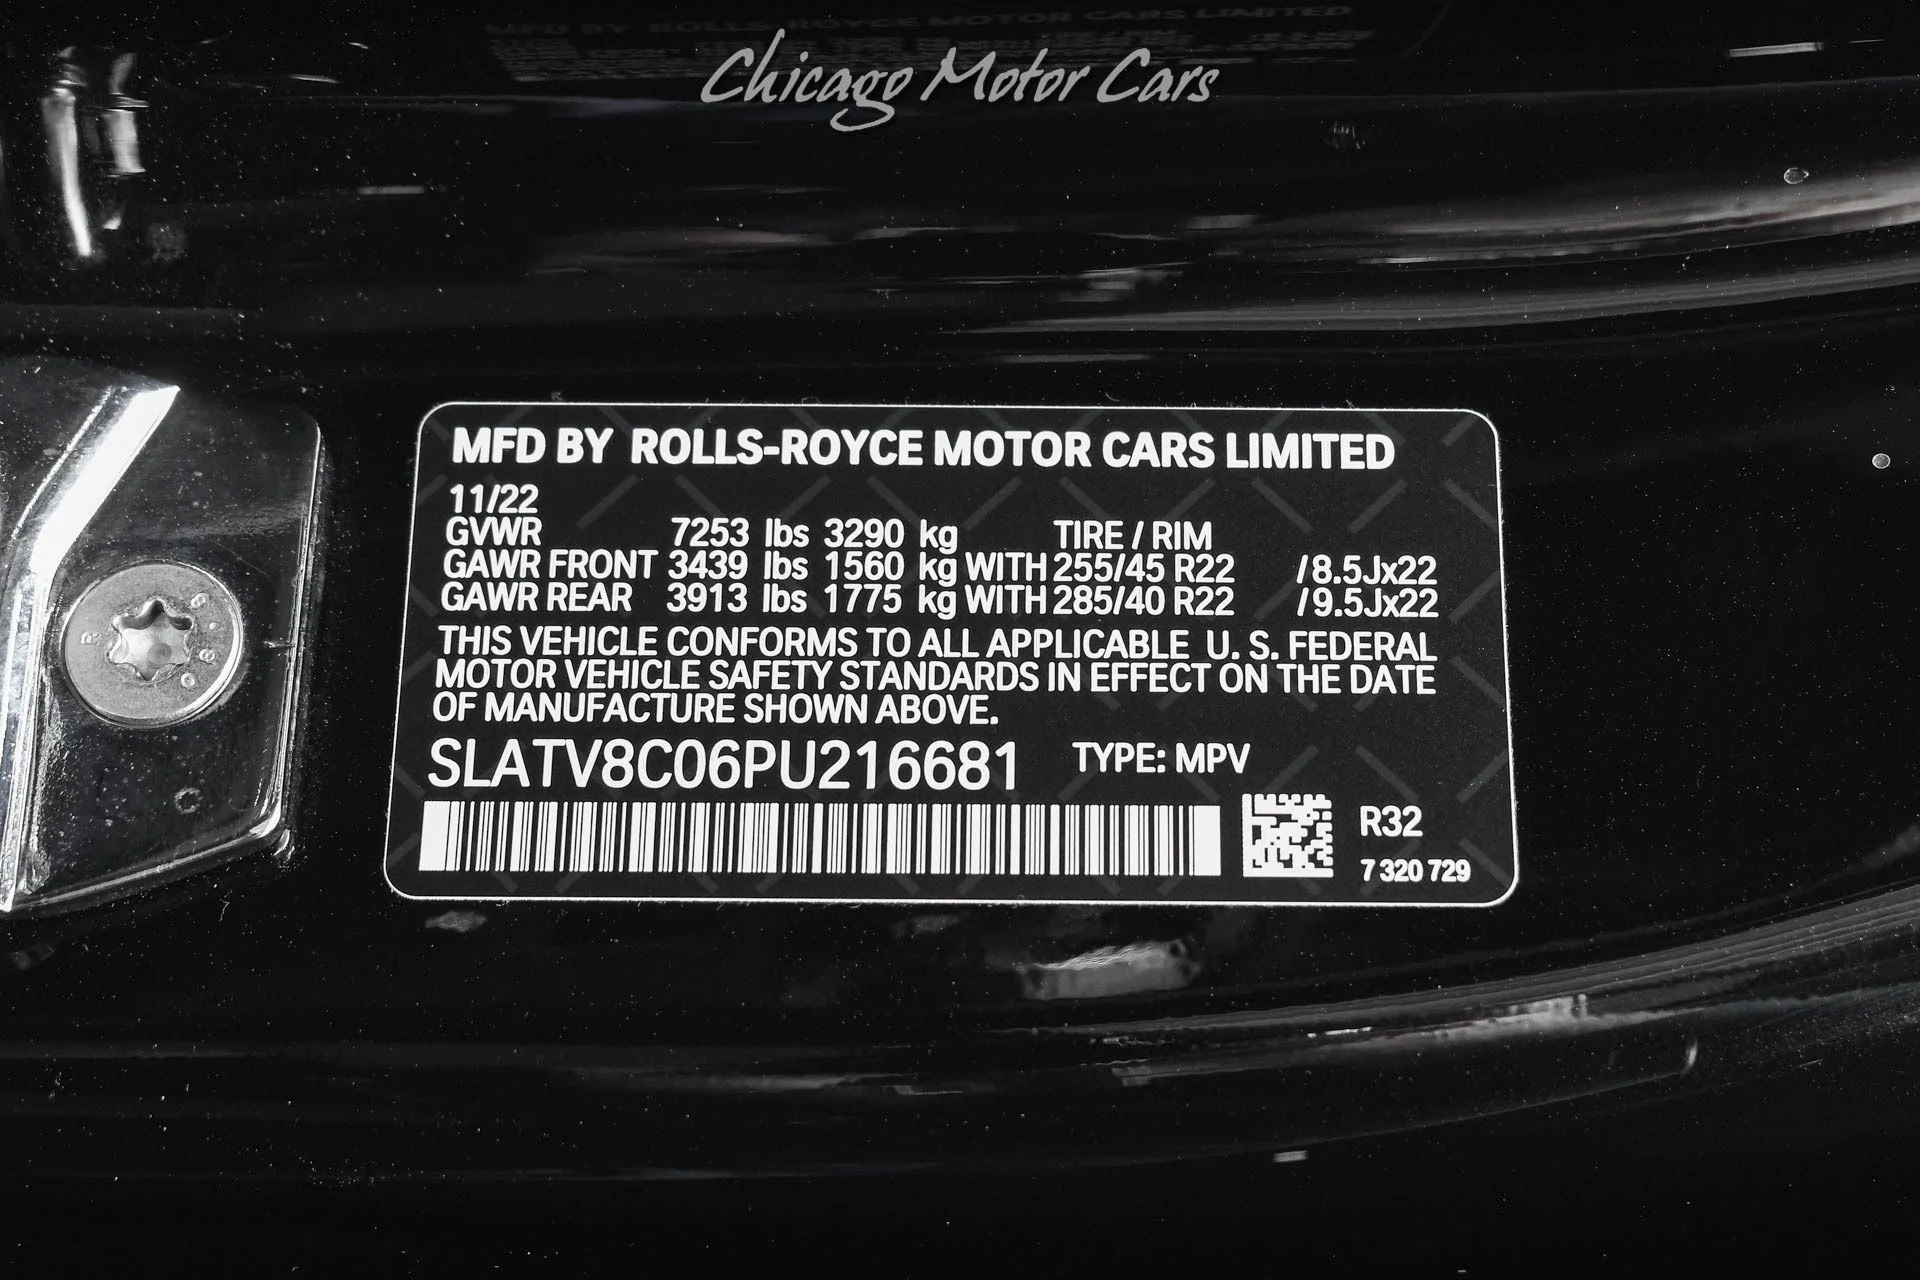 Chicago Motor Cars
MFD BY ROLLS-ROYCE MOTOR CARS LIMITED
11/22
GVWR 7253 lbs 3290 kg TIRE / RIM
GAWR FRONT 3439 lbs 1560 kg WITH 255/45 R22 /8.5Jx22
GAWR REAR 3913 lbs 1775 kg WITH 285/40 R22 /9.5Jx22
THIS VEHICLE CONFORMS TO ALL APPLICABLE U. S. FEDERAL
MOTOR VEHICLE SAFETY STANDARDS IN EFFECT ON THE DATE
OF MANUFACTURE SHOWN ABOVE.
SLATV8C06PU216681 TYPE: MPV
R32
7 320 729